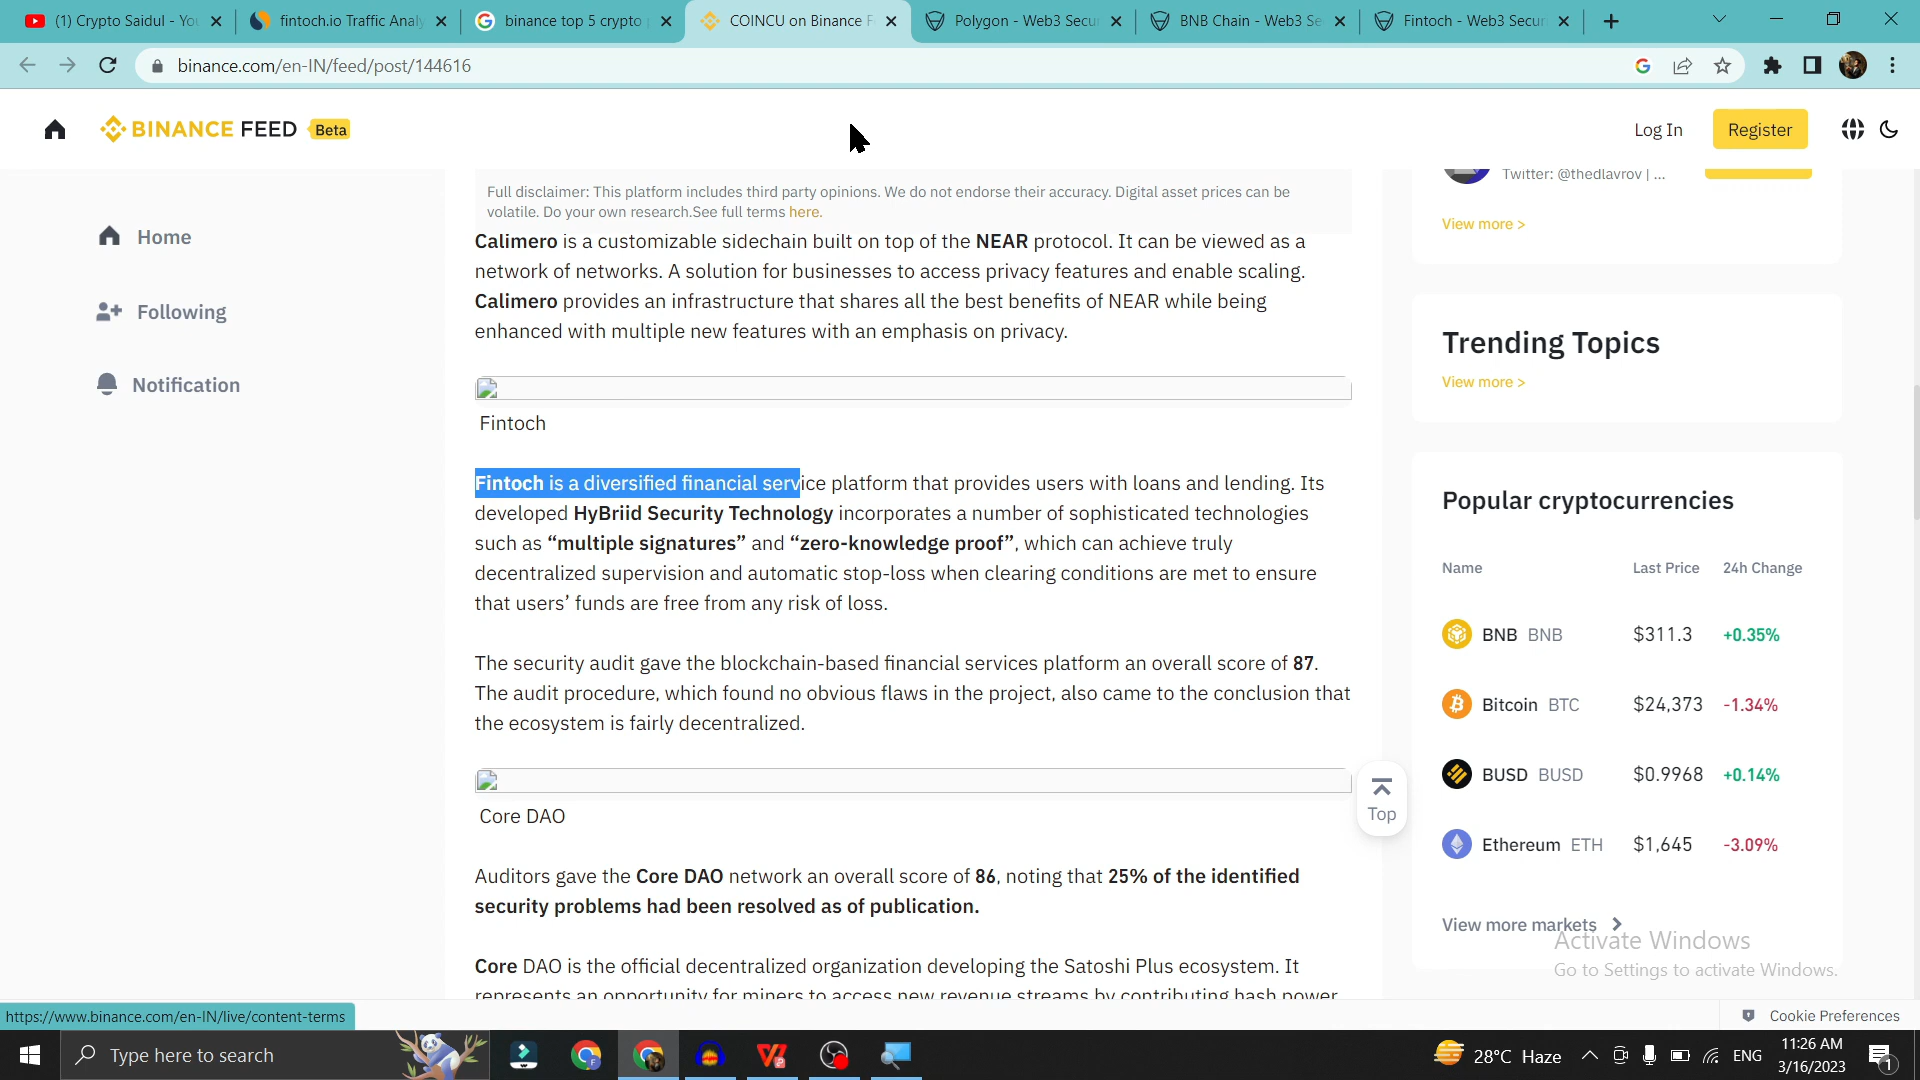 (1) Crypto Saidul - Yo
fintoch.io Traffic Analy
binance top 5 crypto
COINCU on Binance F
Polygon - Web3 Secu
BNB Chain - Web3 Se
Fintoch - Web3 Secur
binance.com/en-IN/feed/post/144616
BINANCE FEED Beta
Log In
Register
Home
Following
Notification
Full disclaimer: This platform includes third party opinions. We do not endorse their accuracy. Digital asset prices can be
volatile. Do your own research.See full terms here.
Calimero is a customizable sidechain built on top of the NEAR protocol. It can be viewed as a
network of networks. A solution for businesses to access privacy features and enable scaling.
Calimero provides an infrastructure that shares all the best benefits of NEAR while being
enhanced with multiple new features with an emphasis on privacy.
Fintoch
Fintoch is a diversified financial service platform that provides users with loans and lending. Its
developed HyBriid Security Technology incorporates a number of sophisticated technologies
such as “multiple signatures” and “zero-knowledge proof”, which can achieve truly
decentralized supervision and automatic stop-loss when clearing conditions are met to ensure
that users’ funds are free from any risk of loss.
The security audit gave the blockchain-based financial services platform an overall score of 87.
The audit procedure, which found no obvious flaws in the project, also came to the conclusion that
the ecosystem is fairly decentralized.
Core DAO
Auditors gave the Core DAO network an overall score of 86, noting that 25% of the identified
security problems had been resolved as of publication.
Core DAO is the official decentralized organization developing the Satoshi Plus ecosystem. It
represents an opportunity for miners to access new revenue streams by contributing hash power
Top
Twitter: @thedlavrov | ...
View more >
Trending Topics
View more >
Popular cryptocurrencies
Name Last Price 24h Change
BNB BNB $311.3 +0.35%
Bitcoin BTC $24,373 -1.34%
BUSD BUSD $0.9968 +0.14%
Ethereum ETH $1,645 -3.09%
View more markets
Activate Windows
Go to Settings to activate Windows.
https://www.binance.com/en-IN/live/content-terms
Cookie Preferences
Type here to search
28°C Haze
ENG
11:26 AM
3/16/2023
1